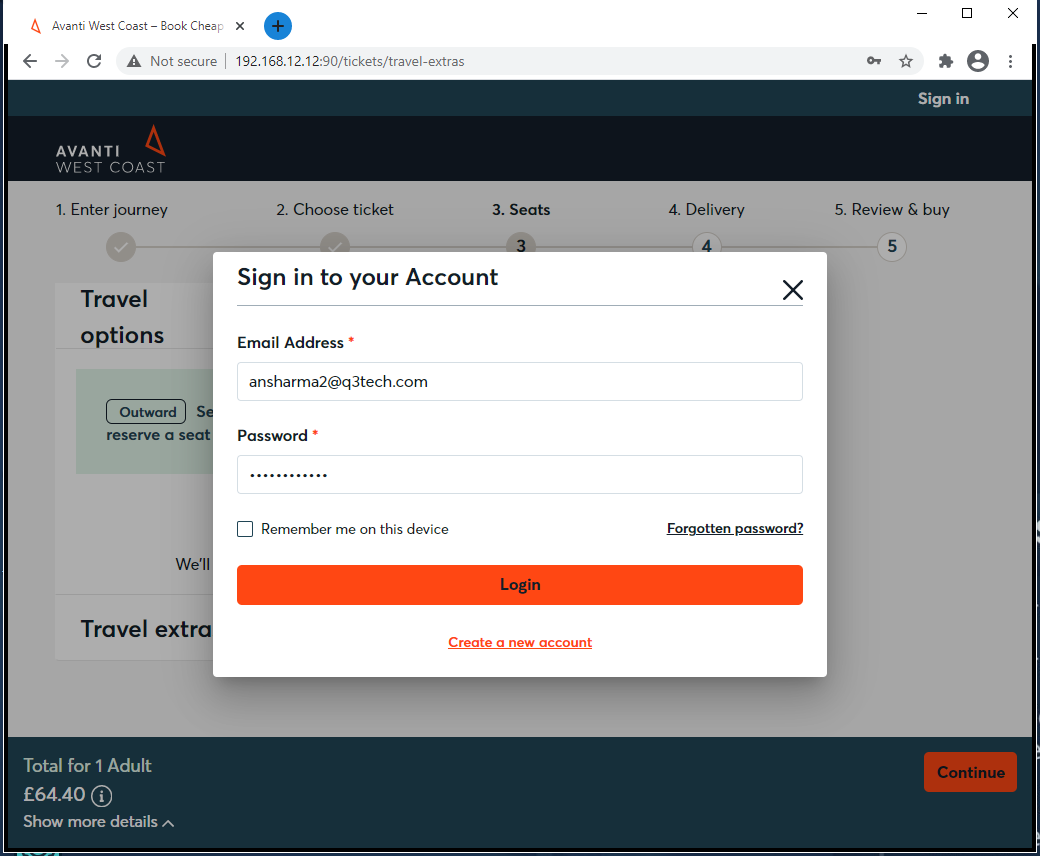 Avanti West Coast – Book Cheap
Not secure 192.168.12.12:90/tickets/travel-extras
Sign in
AVANTI
WEST COAST
1. Enter journey 2. Choose ticket 3. Seats 4. Delivery 5. Review & buy
3 4 5
Sign in to your Account
Travel
options
Email Address *
ansharma2@q3tech.com
Outward Se
reserve a seat
Password *
••••••••••••
Remember me on this device Forgotten password?
We'll
Login
Travel extra
Create a new account
Total for 1 Adult
£64.40 i
Show more details
Continue